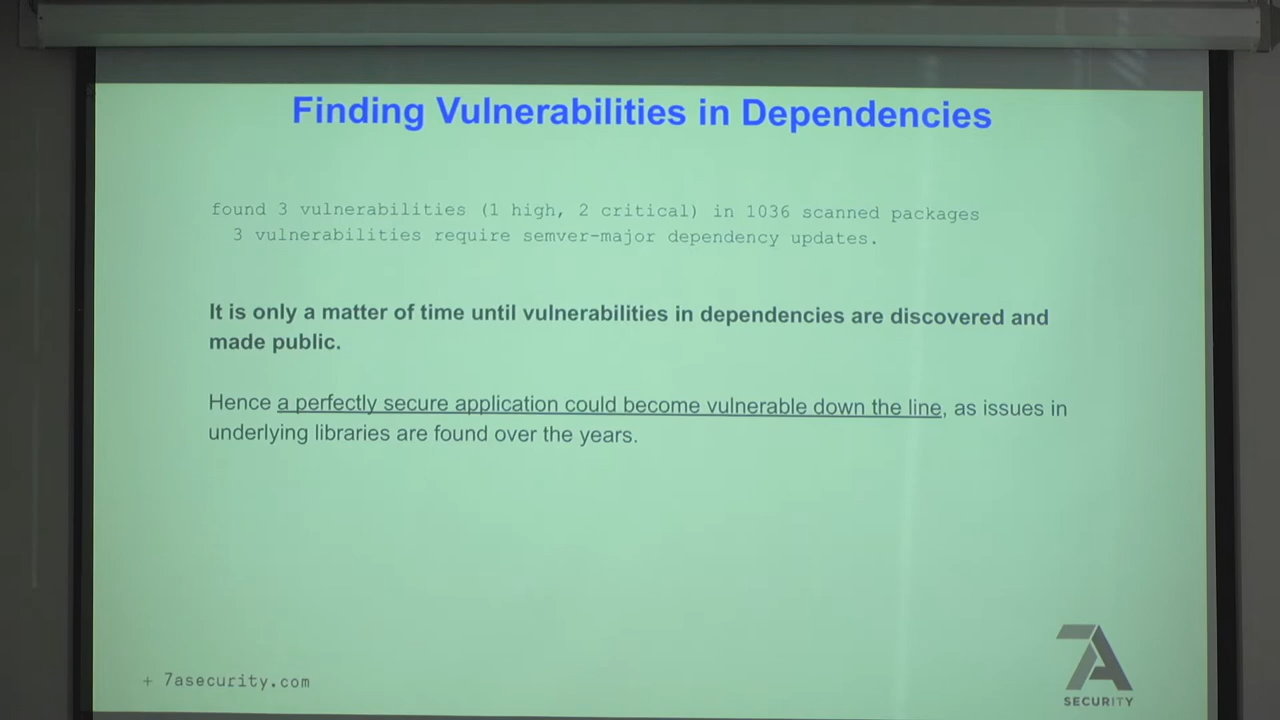 Finding Vulnerabilities in Dependencies
found 3 vulnerabilities (1 high, 2 critical) in 1036 scanned packages
3 vulnerabilities require semver-major dependency updates.
It is only a matter of time until vulnerabilities in dependencies are discovered and
made public.
Hence a perfectly secure application could become vulnerable down the line, as issues in
underlying libraries are found over the years.
+ 7asecurity.com
7A
SECURITY